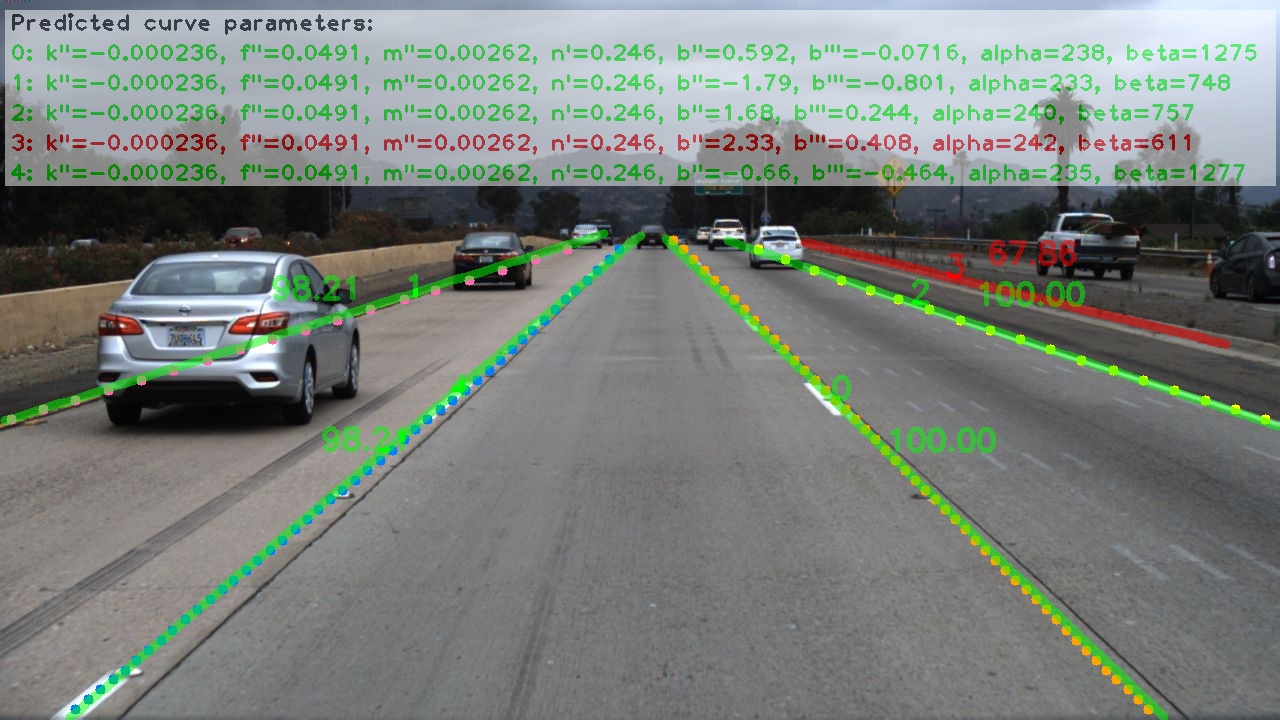 Predicted curve parameters:
0: k''=-0.000236, f''=0.0491, m''=0.00262, n'=0.246, b''=0.592, b'''=-0.0716, alpha=238, beta=1275
1: k''=-0.000236, f''=0.0491, m''=0.00262, n'=0.246, b''=-1.79, b'''=-0.801, alpha=233, beta=748
2: k''=-0.000236, f''=0.0491, m''=0.00262, n'=0.246, b''=1.68, b'''=0.244, alpha=240, beta=757
3: k''=-0.000236, f''=0.0491, m''=0.00262, n'=0.246, b''=2.33, b'''=0.408, alpha=242, beta=611
4: k''=-0.000236, f''=0.0491, m''=0.00262, n'=0.246, b''=-0.66, b'''=-0.464, alpha=235, beta=1277
3 67.86
98.21 1
2 100.00
0
98.24
100.00